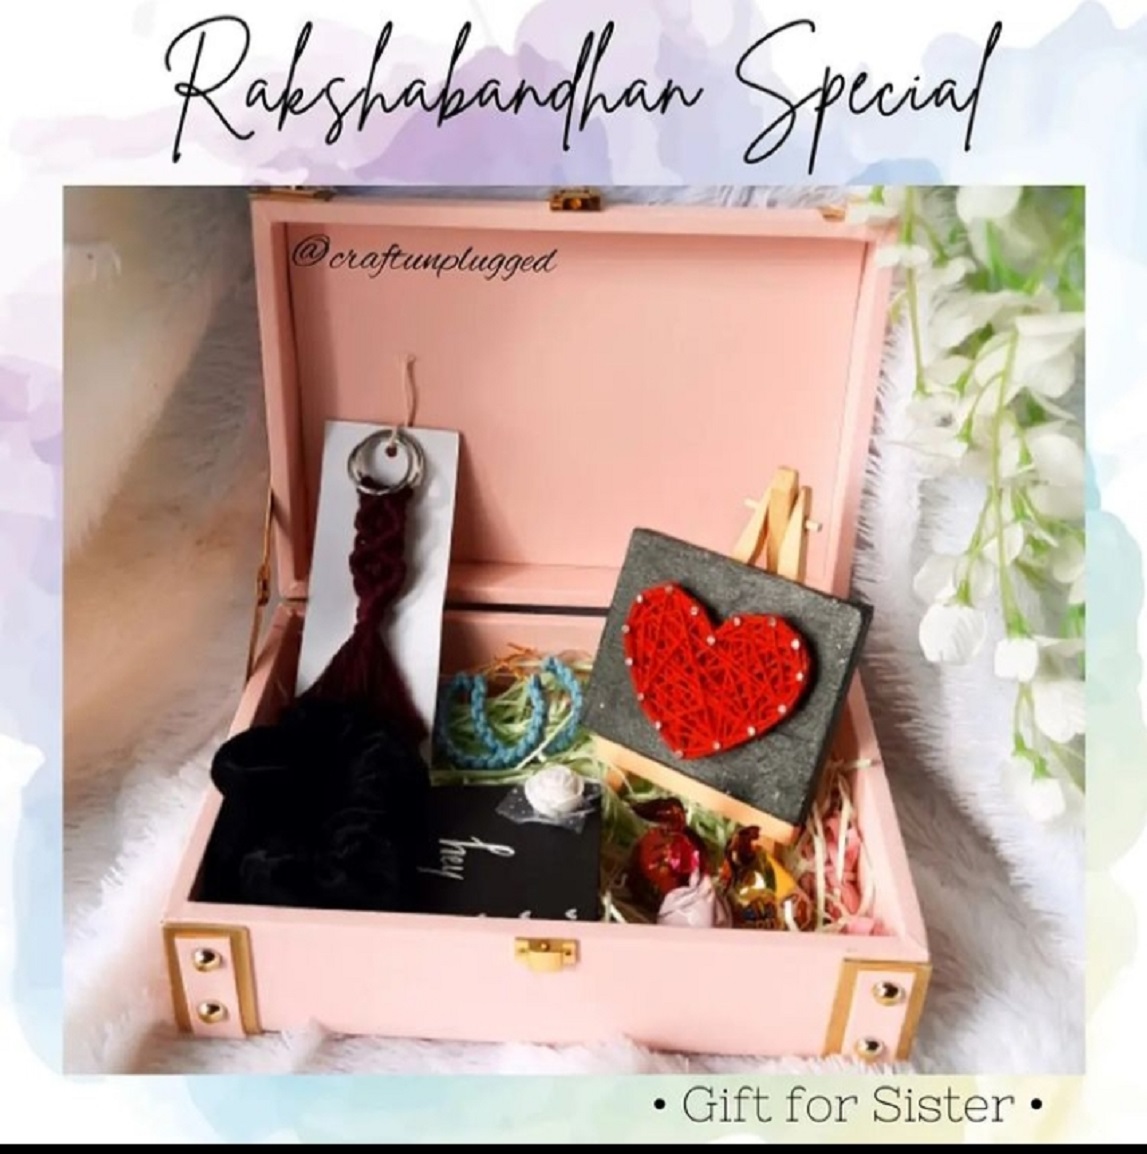 Rakshabandhan Special
@craftunplugged
hey
• Gift for Sister •